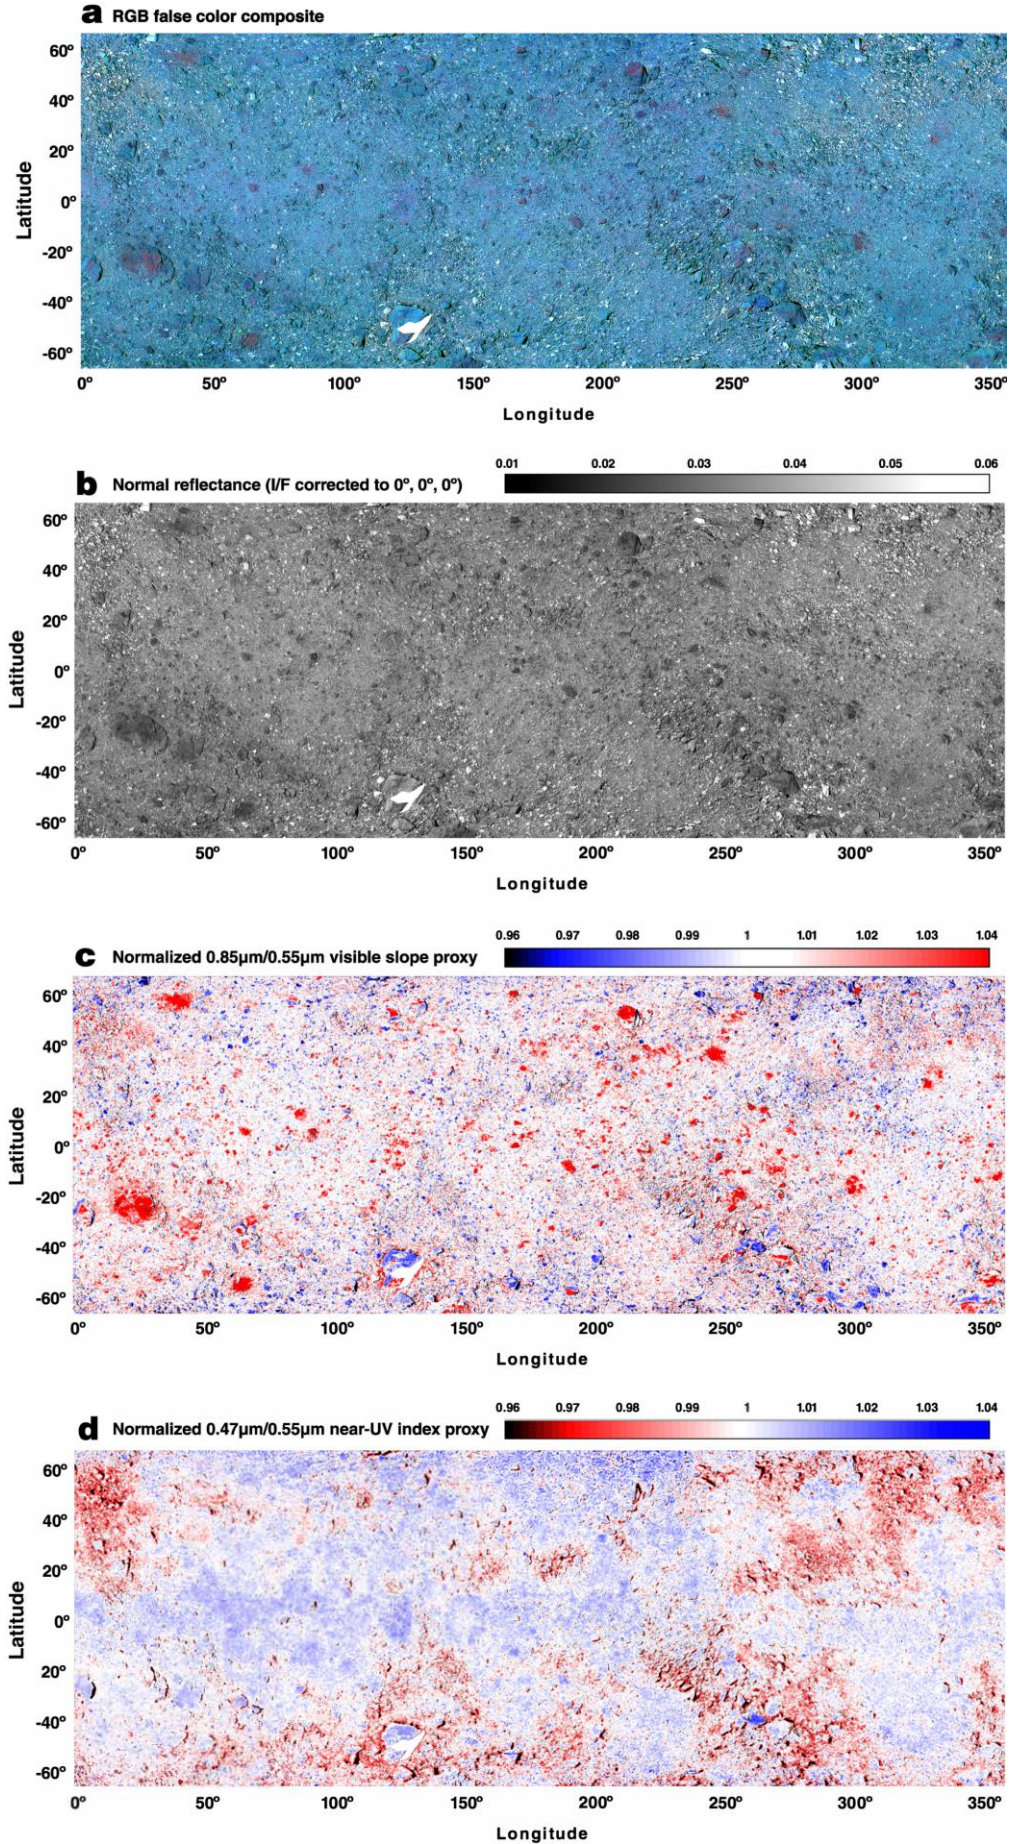 a RGB false color composite
60°
40°
20°
0°
-20°
-40°
-60°
Latitude
0° 50° 100° 150° 200° 250° 300° 350°
Longitude
b Normal reflectance (I/F corrected to 0°, 0°, 0°)
0.01 0.02 0.03 0.04 0.05 0.06
60°
40°
20°
0°
-20°
-40°
-60°
Latitude
0° 50° 100° 150° 200° 250° 300° 350°
Longitude
c Normalized 0.85µm/0.55µm visible slope proxy
0.96 0.97 0.98 0.99 1 1.01 1.02 1.03 1.04
60°
40°
20°
0°
-20°
-40°
-60°
Latitude
0° 50° 100° 150° 200° 250° 300° 350°
Longitude
d Normalized 0.47µm/0.55µm near-UV index proxy
0.96 0.97 0.98 0.99 1 1.01 1.02 1.03 1.04
60°
40°
20°
0°
-20°
-40°
-60°
Latitude
0° 50° 100° 150° 200° 250° 300° 350°
Longitude